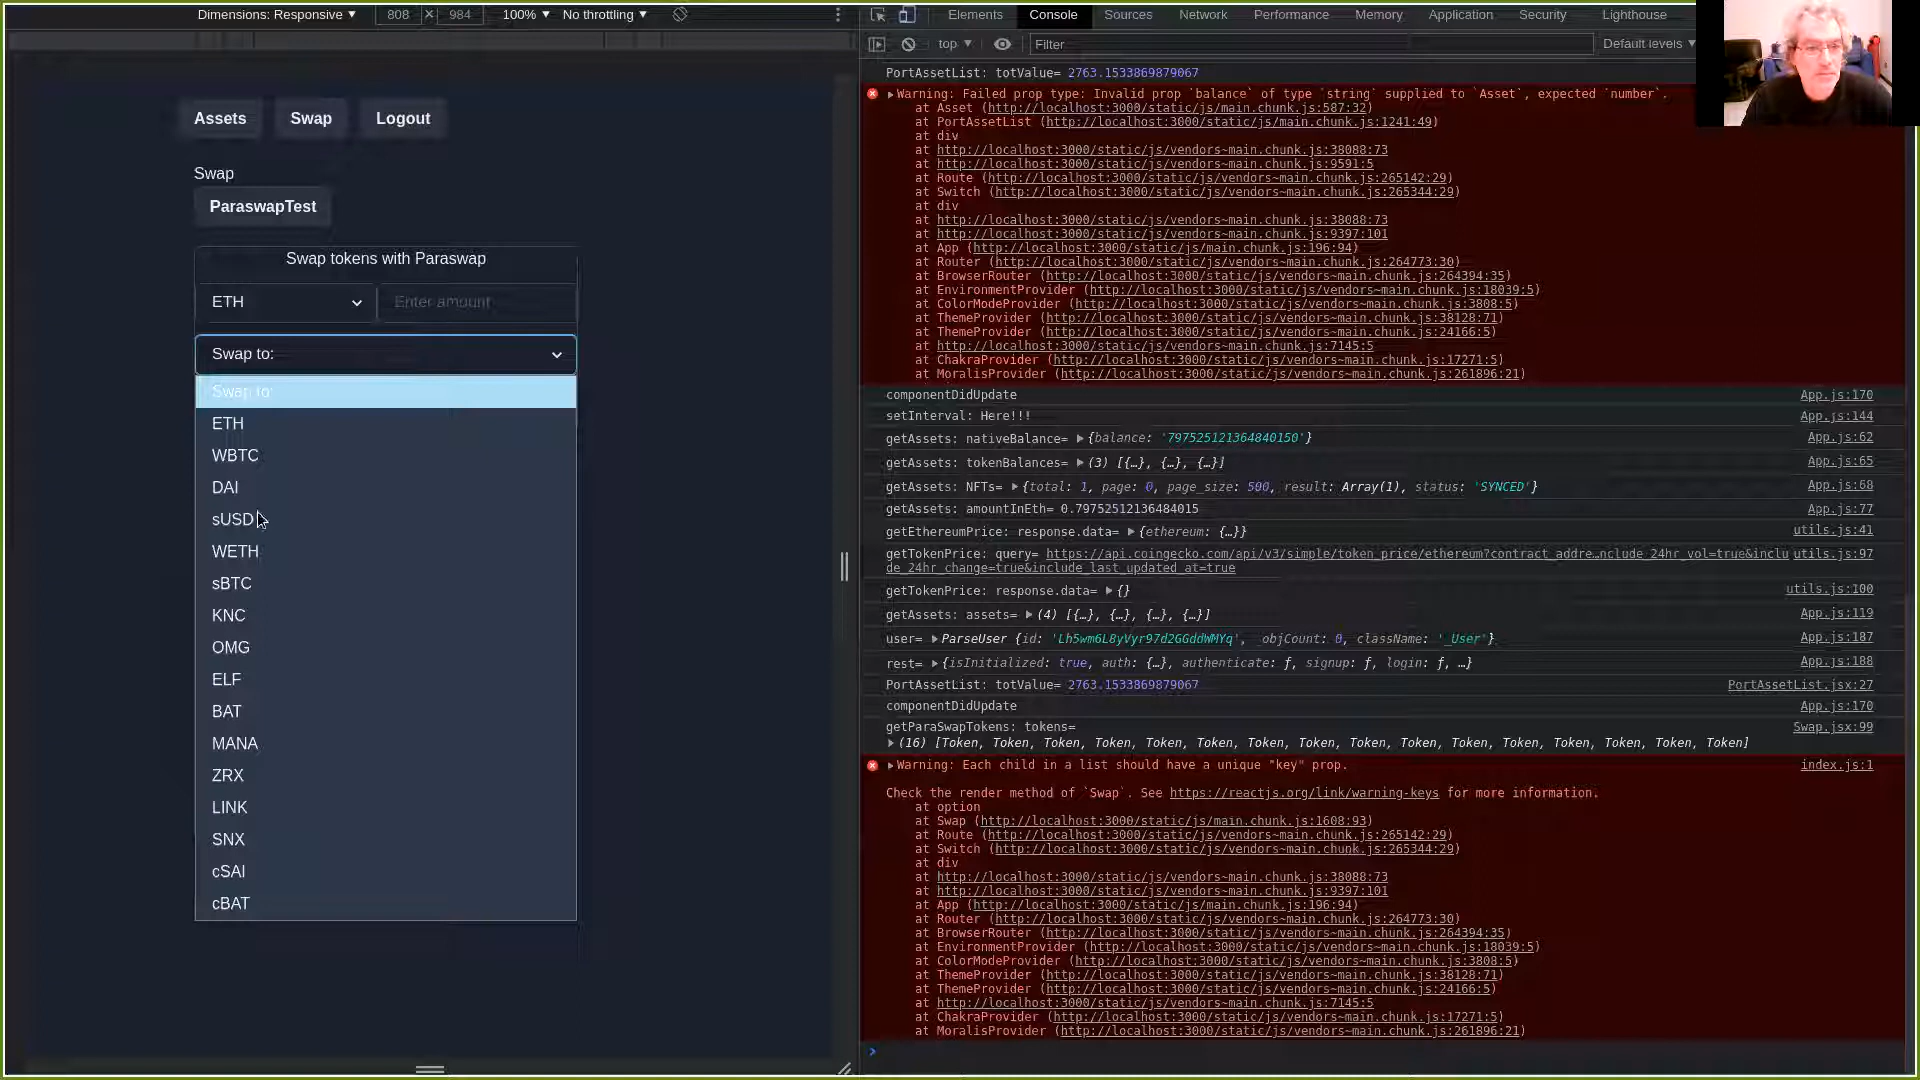 Dimensions: Responsive ▼ 808 × 984 100% ▼ No throttling ▼
Elements Console Sources Network Performance Memory Application Security Lighthouse
top ▼ Filter Default levels ▼
Assets Swap Logout
Swap
ParaswapTest
Swap tokens with Paraswap
ETH Enter amount
Swap to:
Swap to:
ETH
WBTC
DAI
sUSD
WETH
sBTC
KNC
OMG
ELF
BAT
MANA
ZRX
LINK
SNX
cSAI
cBAT
PortAssetList: totValue= 2763.1533869879067
▶Warning: Failed prop type: Invalid prop `balance` of type `string` supplied to `Asset`, expected `number`.
at Asset (http://localhost:3000/static/js/main.chunk.js:587:32)
at PortAssetList (http://localhost:3000/static/js/main.chunk.js:1241:49)
at div
at http://localhost:3000/static/js/vendors~main.chunk.js:38088:73
at http://localhost:3000/static/js/vendors~main.chunk.js:9591:5
at Route (http://localhost:3000/static/js/vendors~main.chunk.js:265142:29)
at Switch (http://localhost:3000/static/js/vendors~main.chunk.js:265344:29)
at div
at http://localhost:3000/static/js/vendors~main.chunk.js:38088:73
at http://localhost:3000/static/js/vendors~main.chunk.js:9397:101
at App (http://localhost:3000/static/js/main.chunk.js:196:94)
at Router (http://localhost:3000/static/js/vendors~main.chunk.js:264773:30)
at BrowserRouter (http://localhost:3000/static/js/vendors~main.chunk.js:264394:35)
at EnvironmentProvider (http://localhost:3000/static/js/vendors~main.chunk.js:18039:5)
at ColorModeProvider (http://localhost:3000/static/js/vendors~main.chunk.js:3808:5)
at ThemeProvider (http://localhost:3000/static/js/vendors~main.chunk.js:38128:71)
at ThemeProvider (http://localhost:3000/static/js/vendors~main.chunk.js:24166:5)
at http://localhost:3000/static/js/vendors~main.chunk.js:7145:5
at ChakraProvider (http://localhost:3000/static/js/vendors~main.chunk.js:17271:5)
at MoralisProvider (http://localhost:3000/static/js/vendors~main.chunk.js:261896:21)
componentDidUpdate App.js:170
setInterval: Here!!! App.js:144
getAssets: nativeBalance= ▶{balance: '797525121364840150'} App.js:62
getAssets: tokenBalances= ▶(3) [{…}, {…}, {…}] App.js:65
getAssets: NFTs= ▶{total: 1, page: 0, page_size: 500, result: Array(1), status: 'SYNCED'} App.js:68
getAssets: amountInEth= 0.79752512136484015 App.js:77
getEthereumPrice: response.data= ▶{ethereum: {…}} utils.js:41
getTokenPrice: query= https://api.coingecko.com/api/v3/simple/token_price/ethereum?contract_addre…nclude_24hr_vol=true&inclu utils.js:97
de_24hr_change=true&include_last_updated_at=true
getTokenPrice: response.data= ▶{} utils.js:100
getAssets: assets= ▶(4) [{…}, {…}, {…}, {…}] App.js:119
user= ▶ParseUser {id: 'Lh5wm6L8yVyr97d2GGddWMYq', _objCount: 0, className: '_User'} App.js:187
rest= ▶{isInitialized: true, auth: {…}, authenticate: ƒ, signup: ƒ, login: ƒ, …} App.js:188
PortAssetList: totValue= 2763.1533869879067 PortAssetList.jsx:27
componentDidUpdate App.js:170
getParaSwapTokens: tokens= Swap.jsx:99
▶(16) [Token, Token, Token, Token, Token, Token, Token, Token, Token, Token, Token, Token, Token, Token, Token, Token]
▶Warning: Each child in a list should have a unique "key" prop. index.js:1
Check the render method of `Swap`. See https://reactjs.org/link/warning-keys for more information.
at option
at Swap (http://localhost:3000/static/js/main.chunk.js:1608:93)
at Route (http://localhost:3000/static/js/vendors~main.chunk.js:265142:29)
at Switch (http://localhost:3000/static/js/vendors~main.chunk.js:265344:29)
at div
at http://localhost:3000/static/js/vendors~main.chunk.js:38088:73
at http://localhost:3000/static/js/vendors~main.chunk.js:9397:101
at App (http://localhost:3000/static/js/main.chunk.js:196:94)
at Router (http://localhost:3000/static/js/vendors~main.chunk.js:264773:30)
at BrowserRouter (http://localhost:3000/static/js/vendors~main.chunk.js:264394:35)
at EnvironmentProvider (http://localhost:3000/static/js/vendors~main.chunk.js:18039:5)
at ColorModeProvider (http://localhost:3000/static/js/vendors~main.chunk.js:3808:5)
at ThemeProvider (http://localhost:3000/static/js/vendors~main.chunk.js:38128:71)
at ThemeProvider (http://localhost:3000/static/js/vendors~main.chunk.js:24166:5)
at http://localhost:3000/static/js/vendors~main.chunk.js:7145:5
at ChakraProvider (http://localhost:3000/static/js/vendors~main.chunk.js:17271:5)
at MoralisProvider (http://localhost:3000/static/js/vendors~main.chunk.js:261896:21)